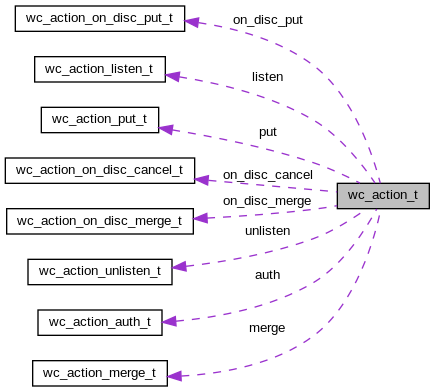 wc_action_on_disc_put_t
on_disc_put
wc_action_listen_t
listen
wc_action_put_t
put
wc_action_on_disc_cancel_t
on_disc_cancel
wc_action_t
wc_action_on_disc_merge_t
on_disc_merge
unlisten
wc_action_unlisten_t
auth
wc_action_auth_t
merge
wc_action_merge_t